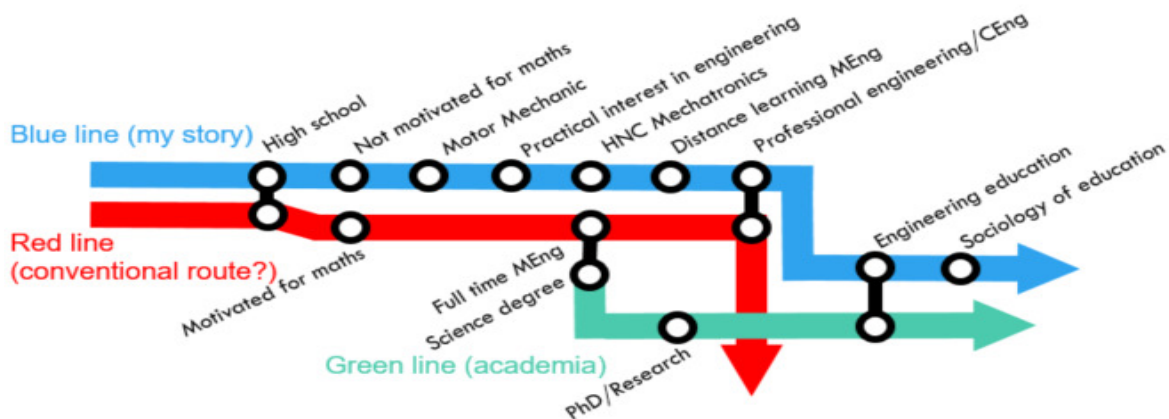 Blue line (my story)
High school
Not motivated for maths
Motor Mechanic
Practical interest in engineering
HNC Mechatronics
Distance learning MEng
Professional engineering/CEng
Engineering education
Sociology of education
Red line
(conventional route?)
Motivated for maths
Full time MEng
Science degree
Green line (academia)
PhD/Research